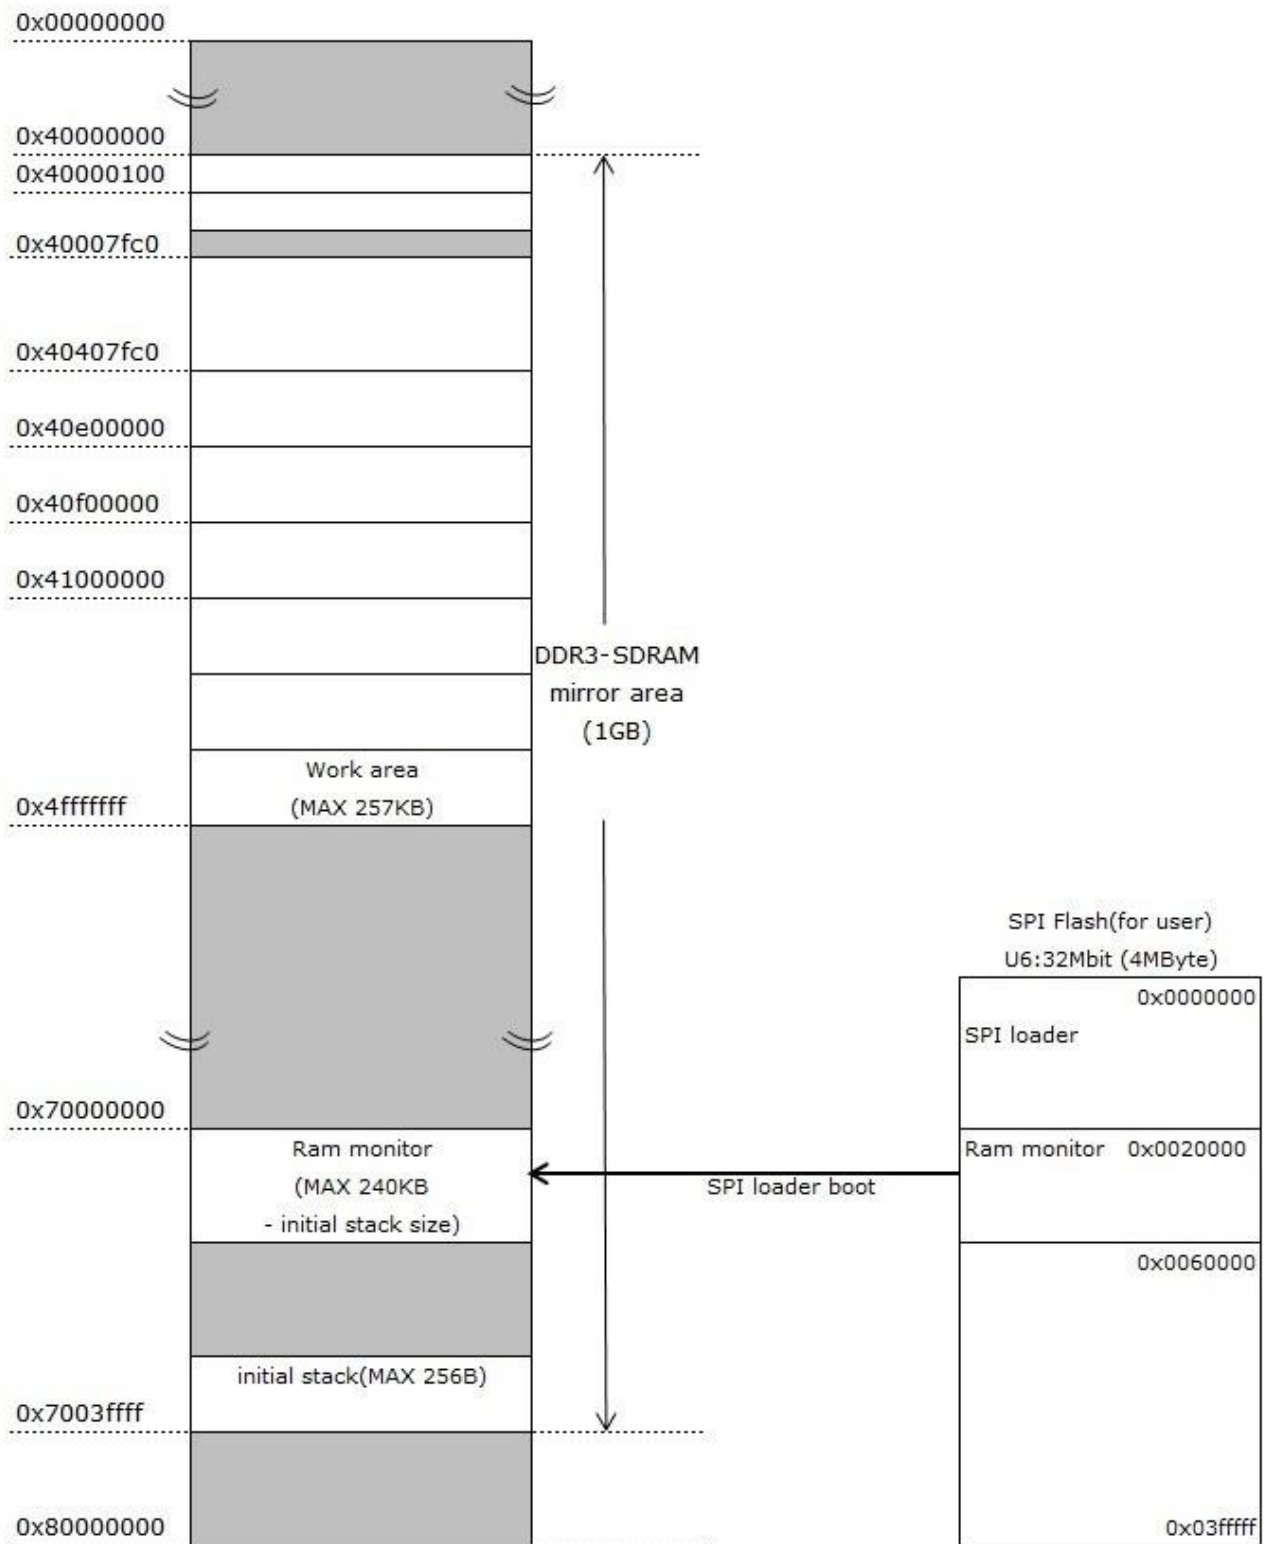 0x00000000
0x40000000
0x40000100
0x40007fc0
0x40407fc0
0x40e00000
0x40f00000
0x41000000
DDR3-SDRAM
mirror area
(1GB)
Work area
(MAX 257KB)
0x4fffffff
SPI Flash(for user)
U6:32Mbit (4MByte)
0x0000000
SPI loader
0x70000000
Ram monitor
(MAX 240KB
- initial stack size)
SPI loader boot
Ram monitor 0x0020000
0x0060000
initial stack(MAX 256B)
0x7003ffff
0x80000000
0x03fffff